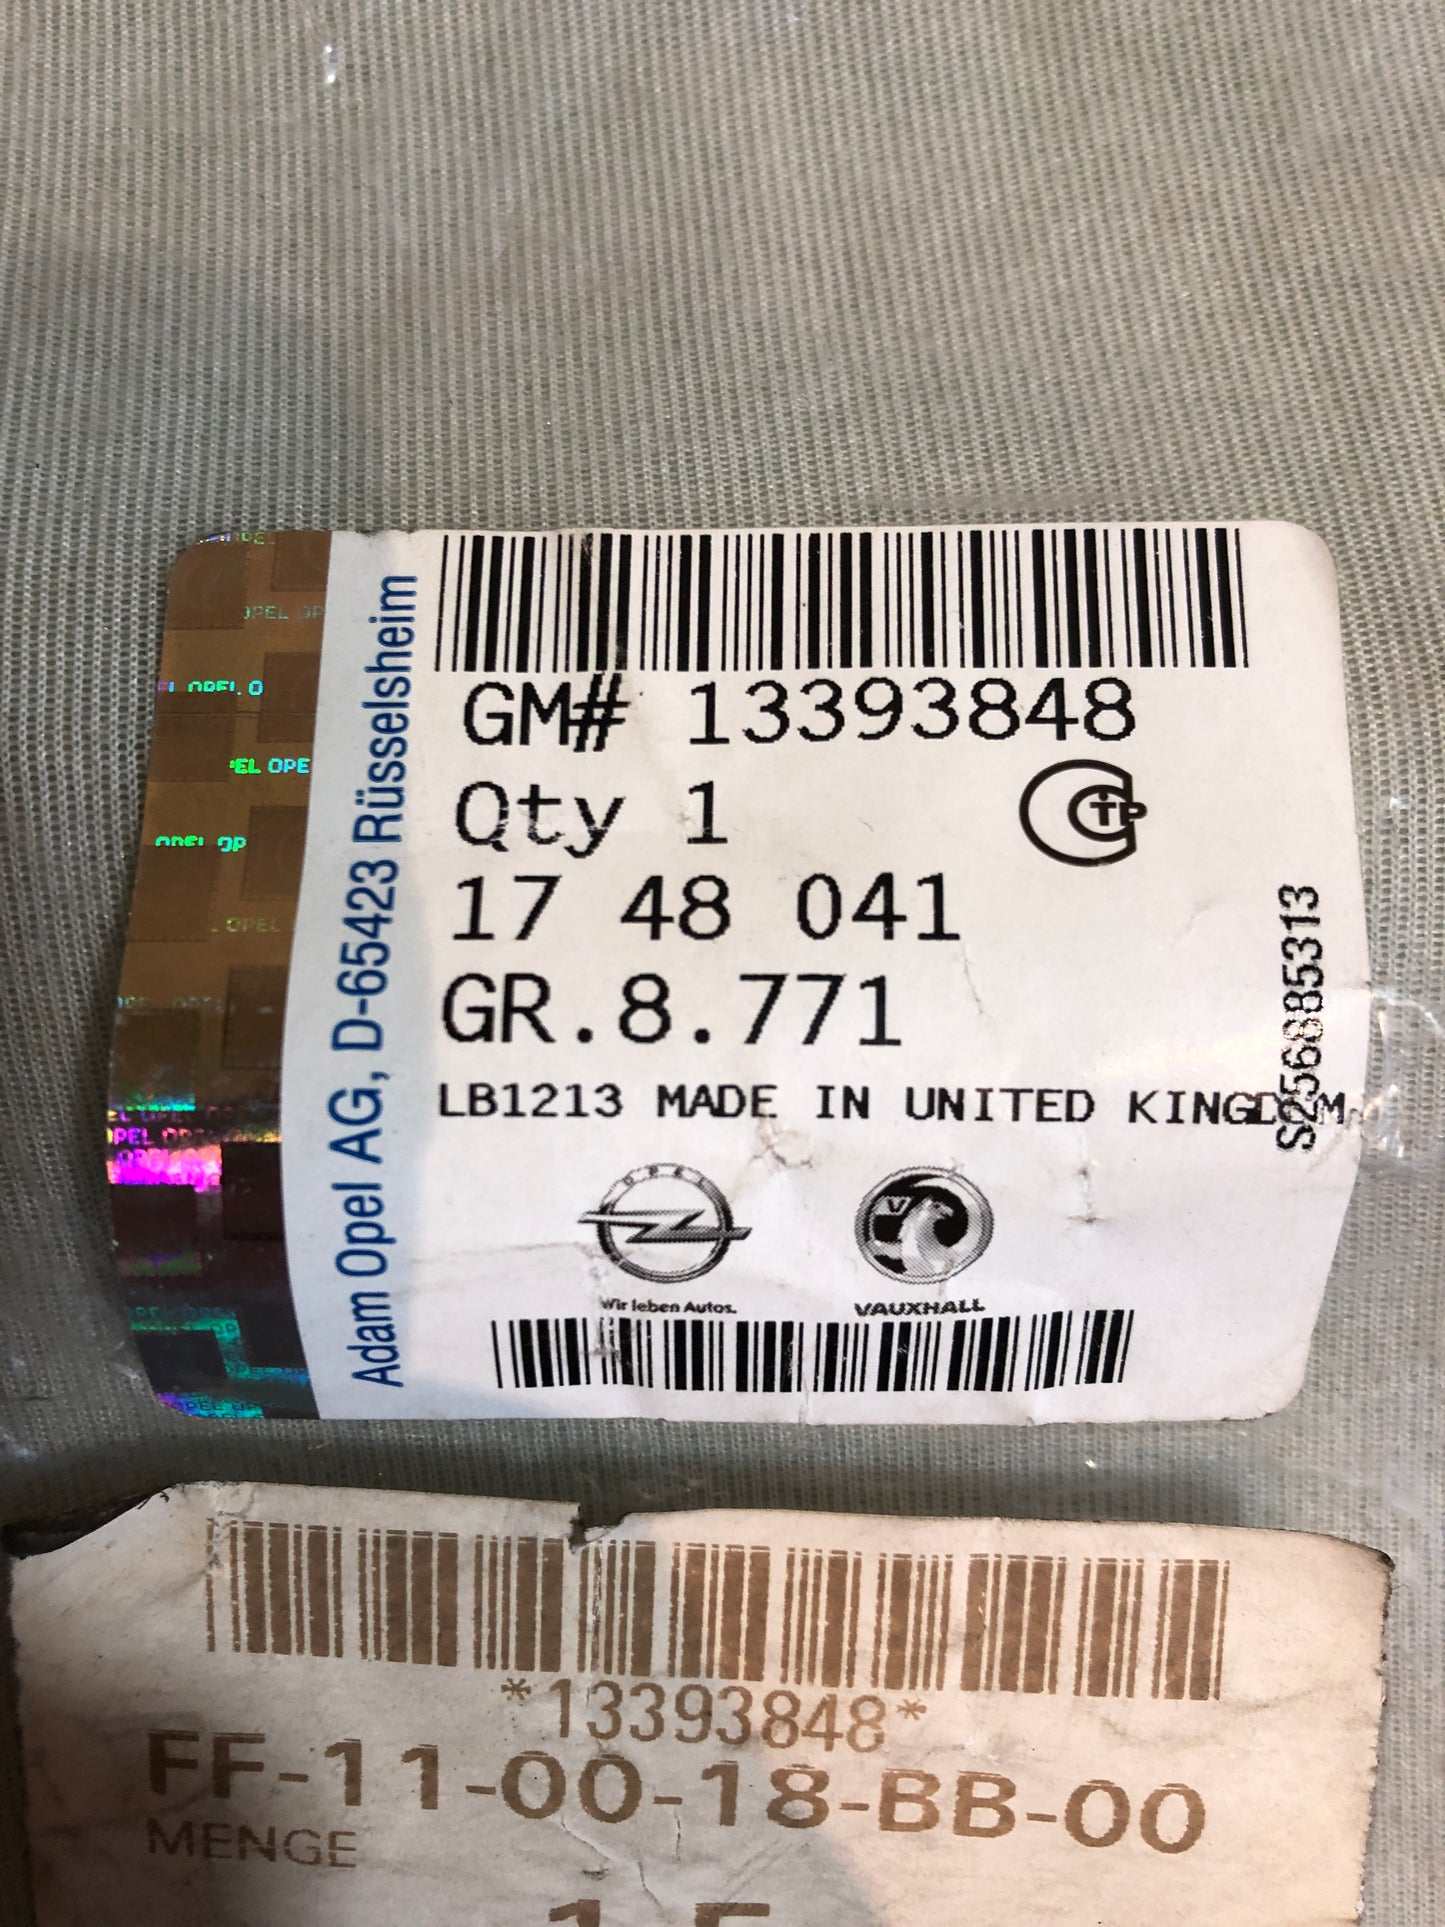 Adam Opel AG, D-65423 Rüsselsheim
GM# 13393848
Qty 1
17 48 041
GR.8.771
LB1213 MADE IN UNITED KINGDOM
S256885313
OPEL
Wir leben Autos.
VAUXHALL
*13393848*
FF-11-00-18-BB-00
MENGE